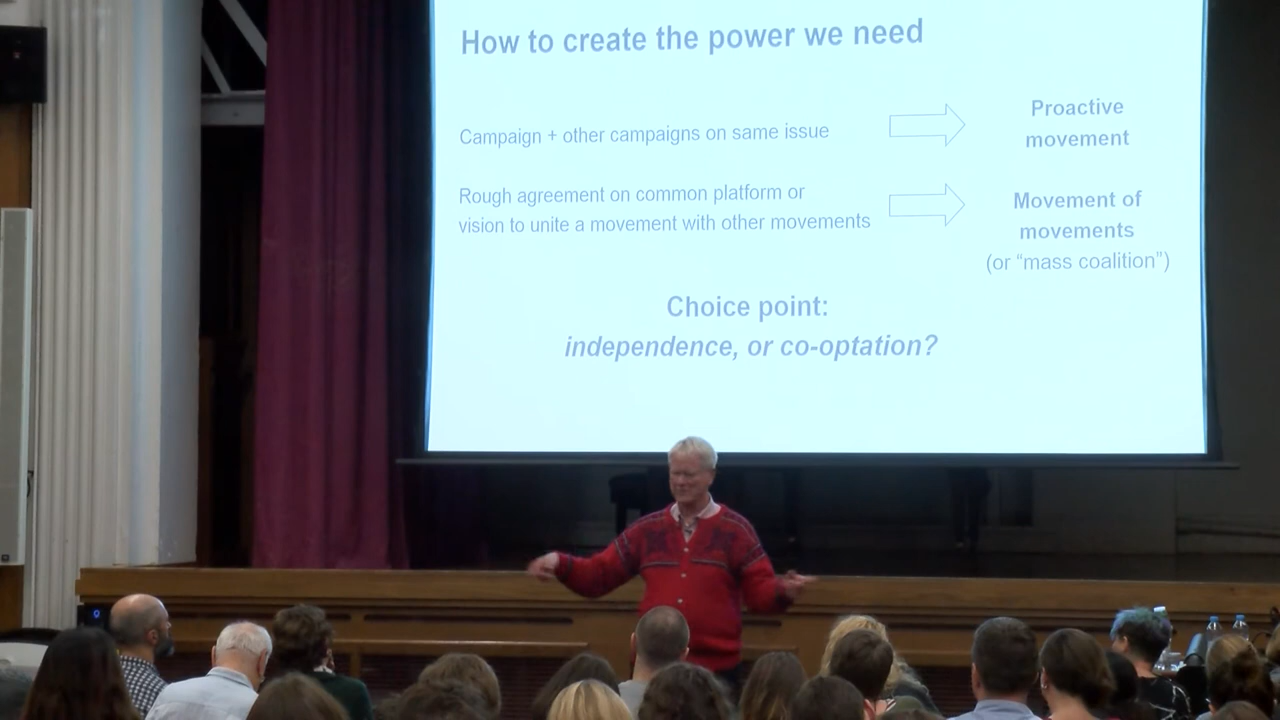 How to create the power we need
Campaign + other campaigns on same issue
Proactive
movement
Rough agreement on common platform or
vision to unite a movement with other movements
Movement of
movements
(or “mass coalition”)
Choice point:
independence, or co-optation?